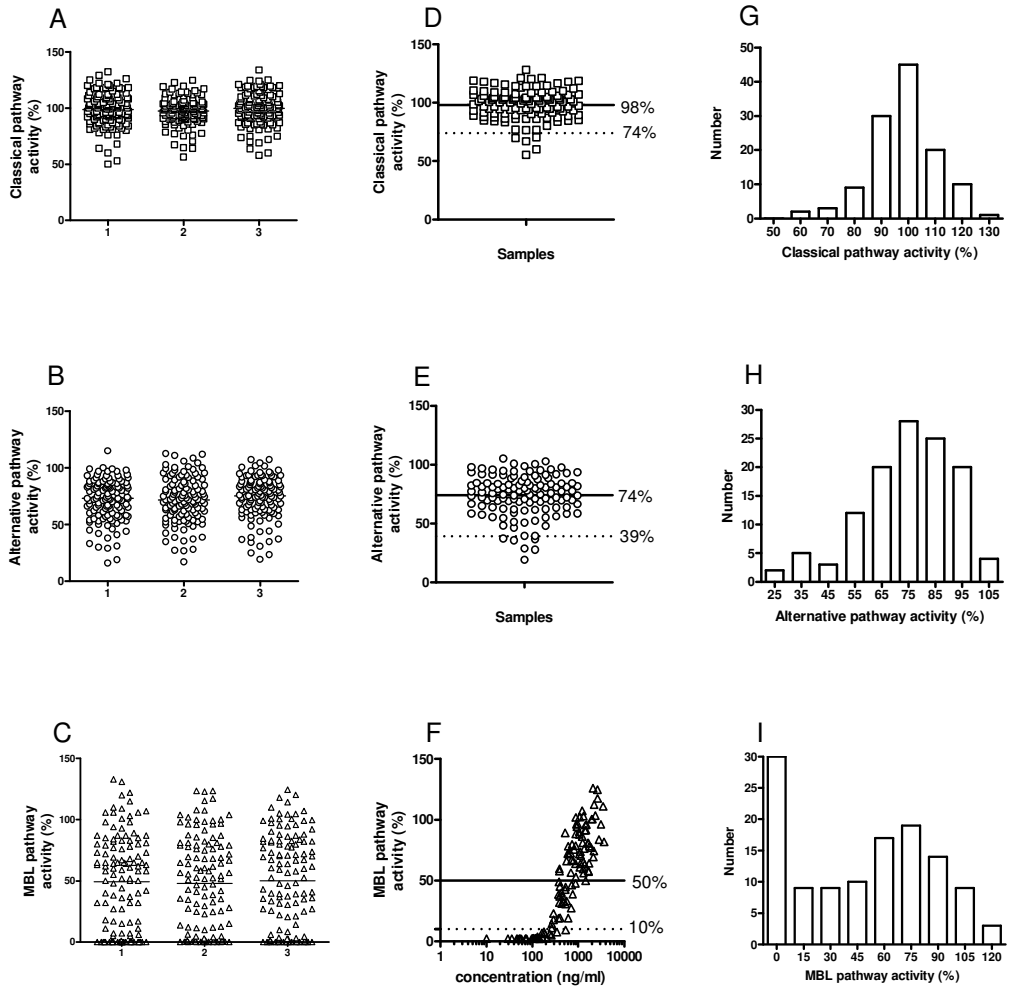 A
150
100
50
0
Classical pathway
activity (%)
1 2 3
D
150
100
50
0
Classical pathway
activity (%)
98%
74%
Samples
G
50
40
30
20
10
0
Number
50 60 70 80 90 100 110 120 130
Classical pathway activity (%)
B
150
100
50
0
Alternative pathway
activity (%)
1 2 3
E
150
100
50
0
Alternative pathway
activity (%)
74%
39%
Samples
H
30
25
20
15
10
5
0
Number
25 35 45 55 65 75 85 95 105
Alternative pathway activity (%)
C
150
100
50
0
MBL pathway
activity (%)
1 2 3
F
150
100
50
0
MBL pathway
activity (%)
50%
10%
1 10 100 1000 10000
concentration (ng/ml)
I
30
25
20
15
10
5
0
Number
0 15 30 45 60 75 90 105 120
MBL pathway activity (%)